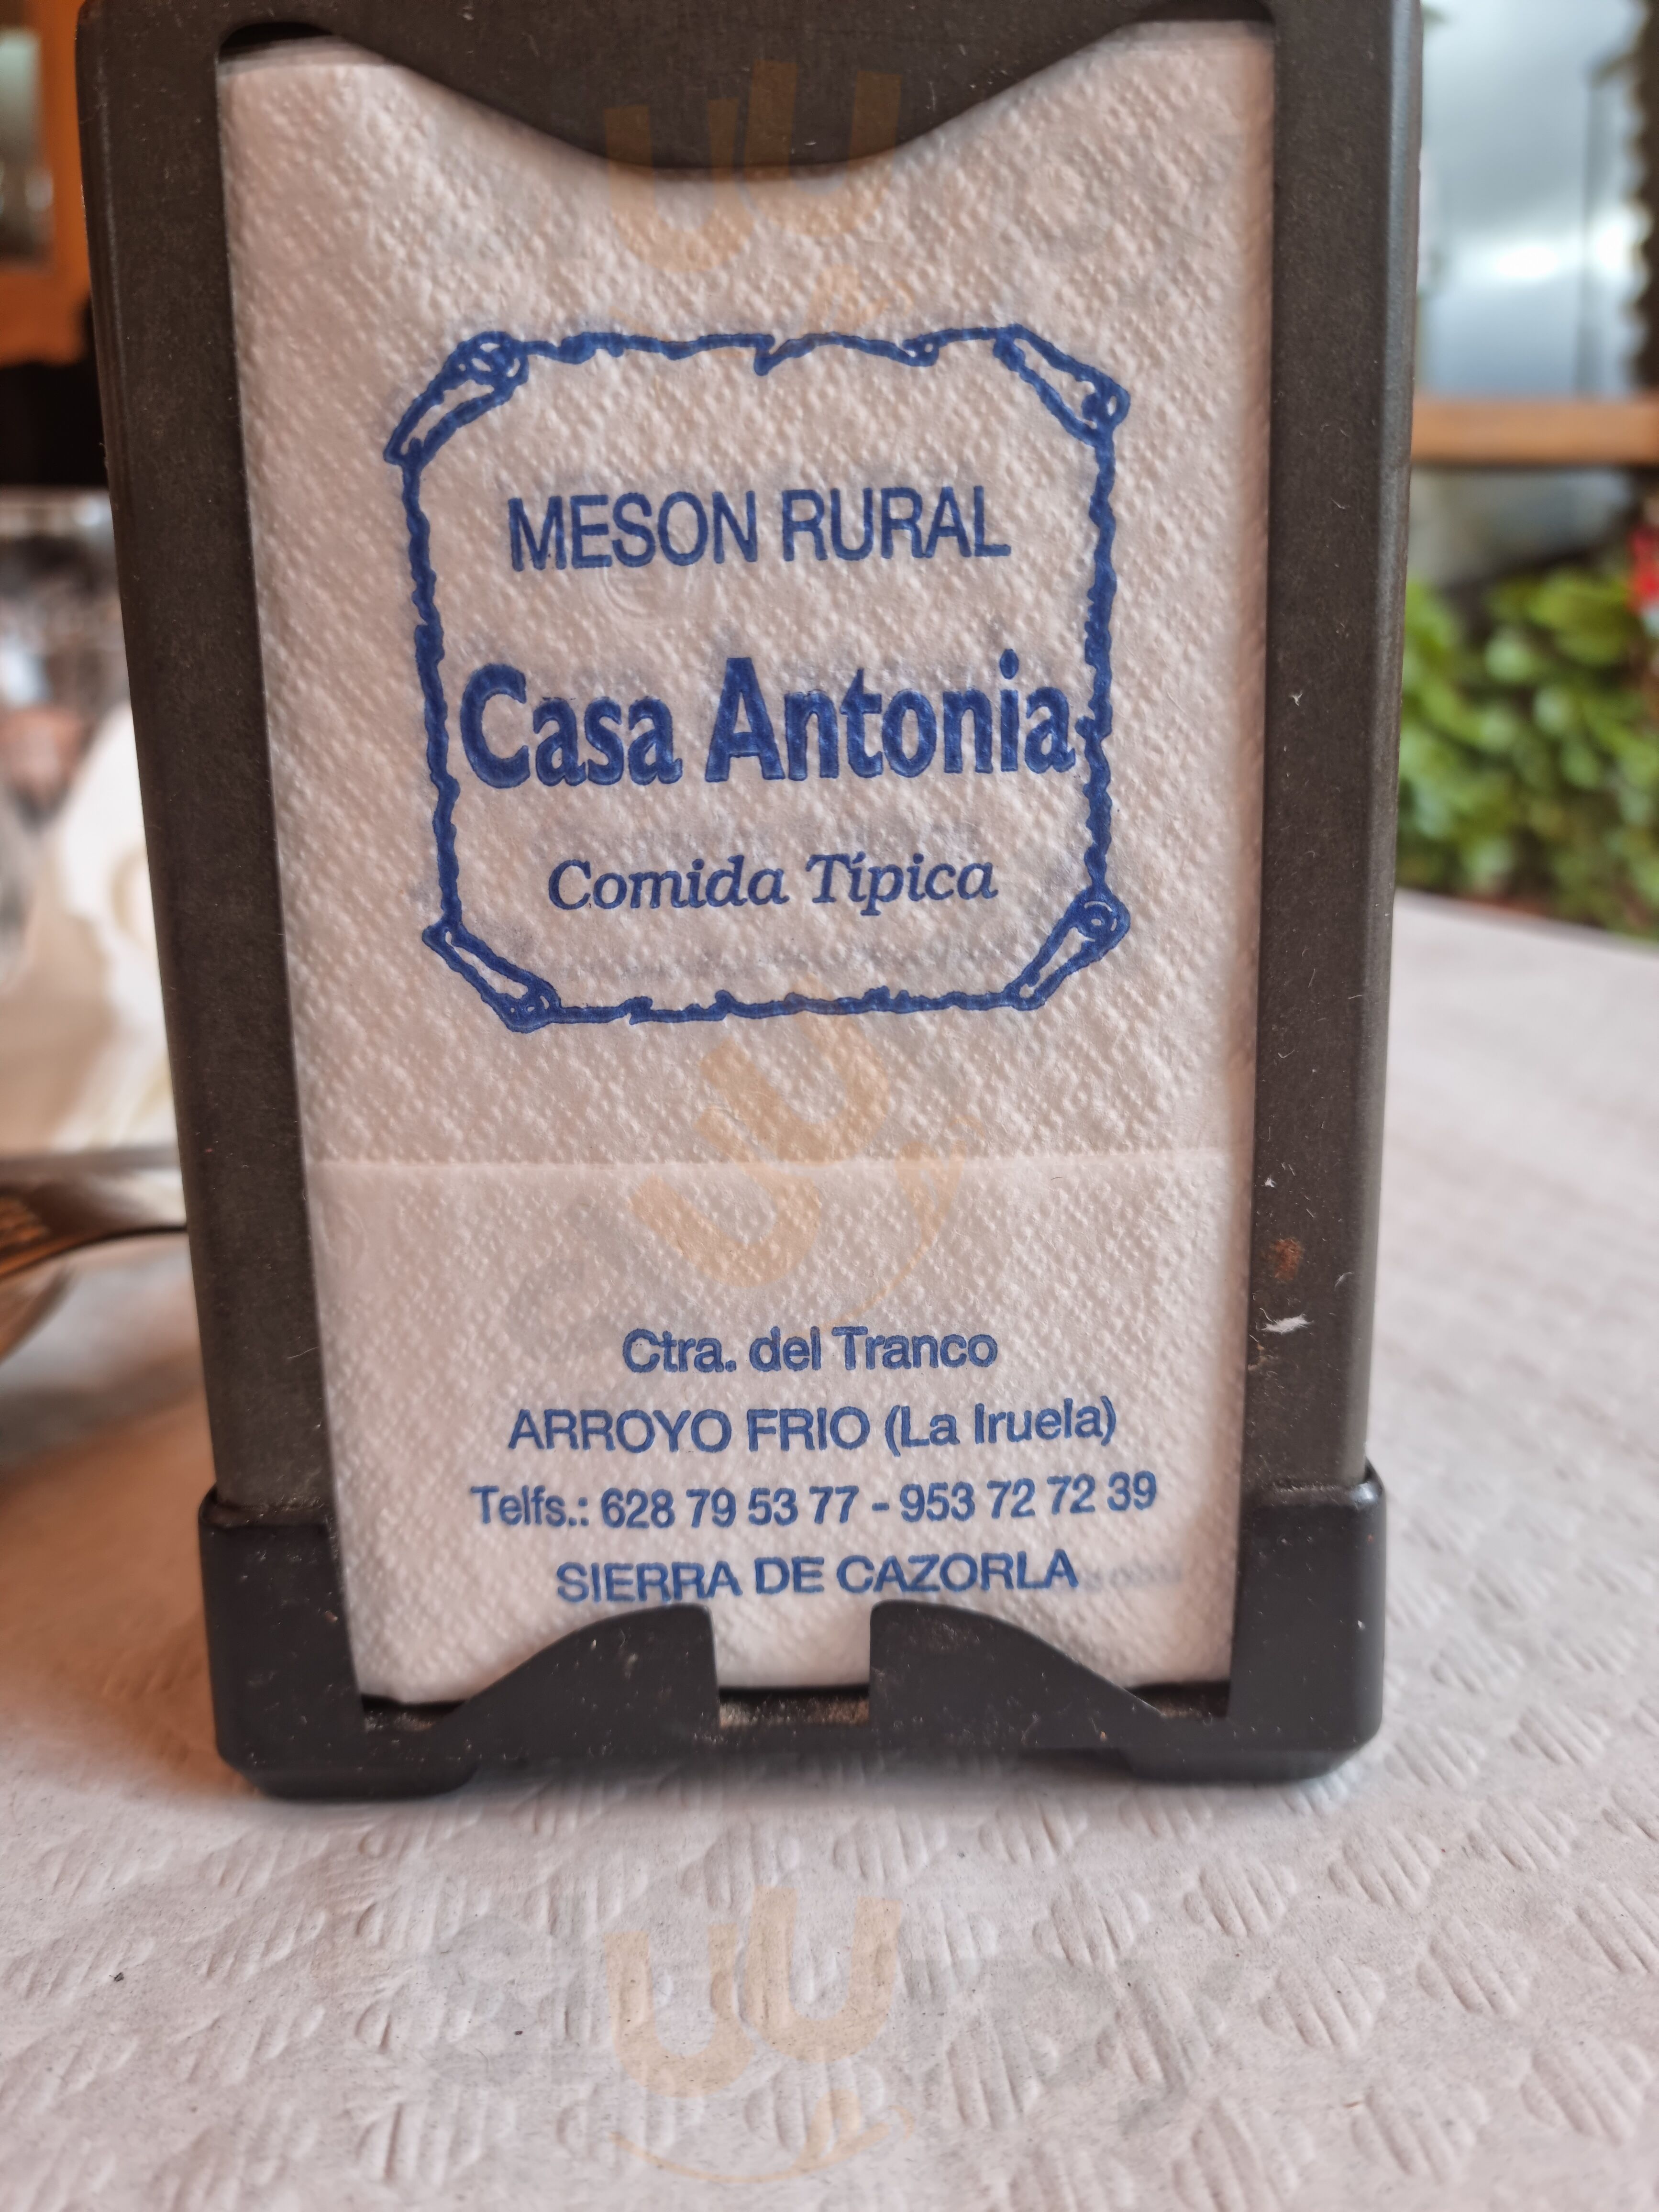 MESON RURAL
Casa Antonia
Comida Típica
Ctra. del Tranco
ARROYO FRIO (La Iruela)
Telfs.: 628 79 53 77 - 953 72 72 39
SIERRA DE CAZORLA